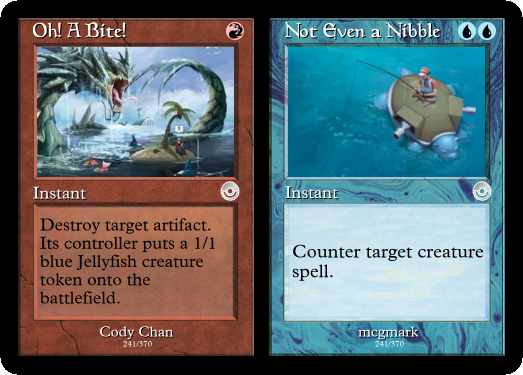 Oh! A Bite!
Instant
Destroy target artifact.
Its controller puts a 1/1
blue Jellyfish creature
token onto the
battlefield.
Cody Chan
241/370
Not Even a Nibble
Instant
Counter target creature
spell.
mcgmark
241/370